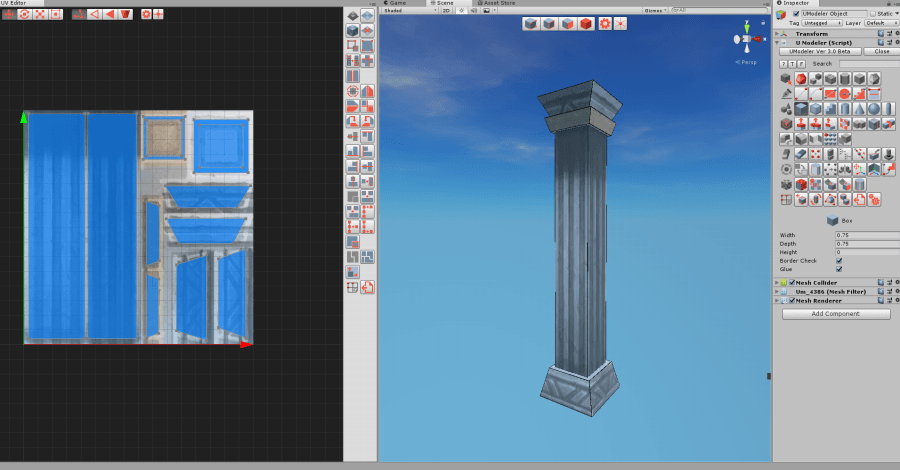 UV Editor
Game
Scene
Asset Store
Shaded
2D
Gizmos
All
y
x
Persp
Inspector
UModeler Object
Static
Tag Untagged Layer Default
Transform
U Modeler (Script)
UModeler Ver 3.0 Beta Close
? T F Search
Box
Width 0.75
Depth 0.75
Height 0
Border Check
Glue
Mesh Collider
Um_4386 (Mesh Filter)
Mesh Renderer
Add Component